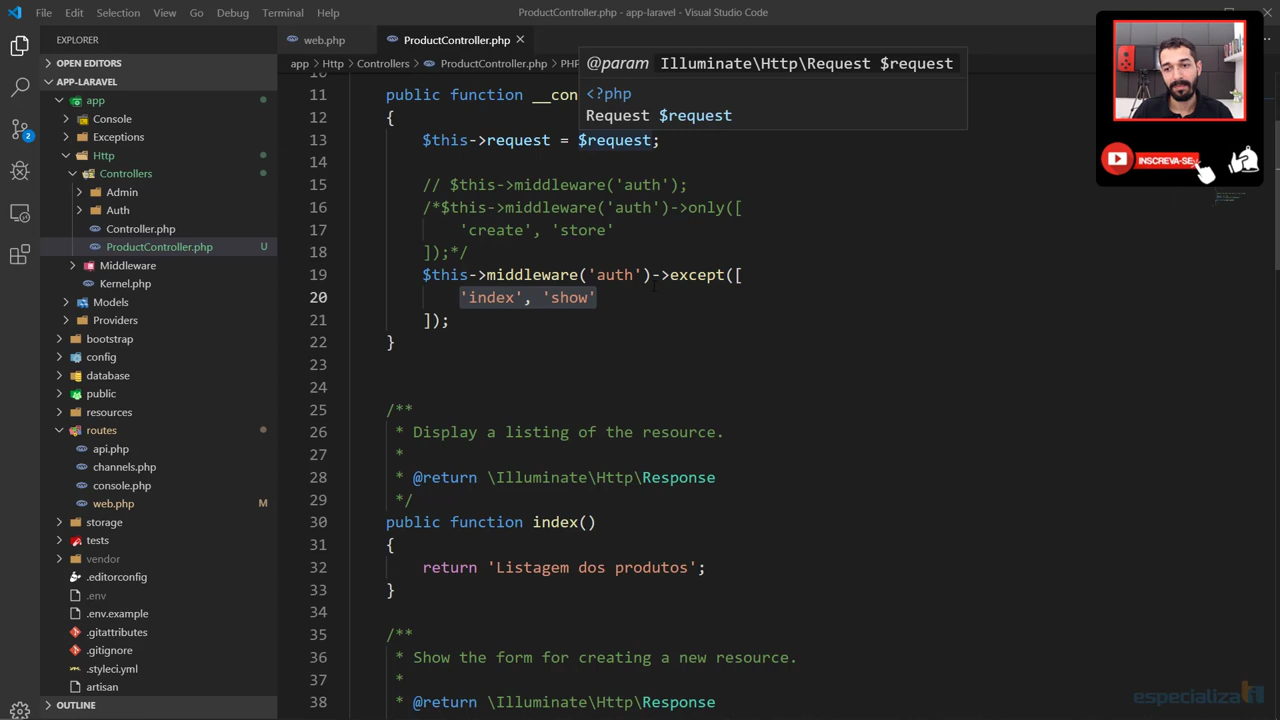 File Edit Selection View Go Debug Terminal Help
ProductController.php - app-laravel - Visual Studio Code
EXPLORER
OPEN EDITORS
APP-LARAVEL
app
Console
Exceptions
Http
Controllers
Admin
Auth
Controller.php
ProductController.php U
Middleware
Kernel.php
Models
Providers
bootstrap
config
database
public
resources
routes
api.php
channels.php
console.php
web.php M
storage
tests
vendor
.editorconfig
.env
.env.example
.gitattributes
.gitignore
.styleci.yml
artisan
OUTLINE
2
web.php
ProductController.php
app > Http > Controllers > ProductController.php > PHP
@param Illuminate\Http\Request $request
<?php
Request $request
11 public function __con
12 {
13 $this->request = $request;
14
15 // $this->middleware('auth');
16 /*$this->middleware('auth')->only([
17 'create', 'store'
18 ]);*/
19 $this->middleware('auth')->except([
20 'index', 'show'
21 ]);
22 }
23
24
25 /**
26 * Display a listing of the resource.
27 *
28 * @return \Illuminate\Http\Response
29 */
30 public function index()
31 {
32 return 'Listagem dos produtos';
33 }
34
35 /**
36 * Show the form for creating a new resource.
37 *
38 * @return \Illuminate\Http\Response
INSCREVA-SE
especializati